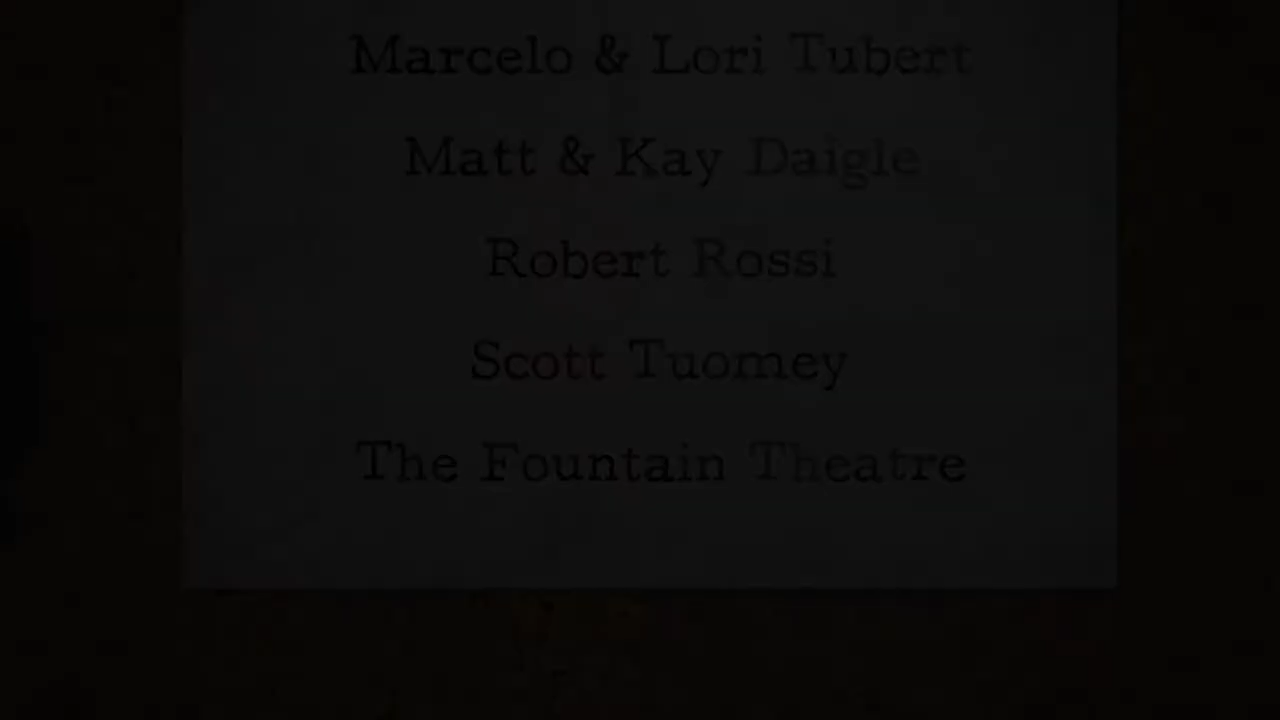 Marcelo & Lori Tubert
Matt & Kay Daigle
Robert Rossi
Scott Tuomey
The Fountain Theatre